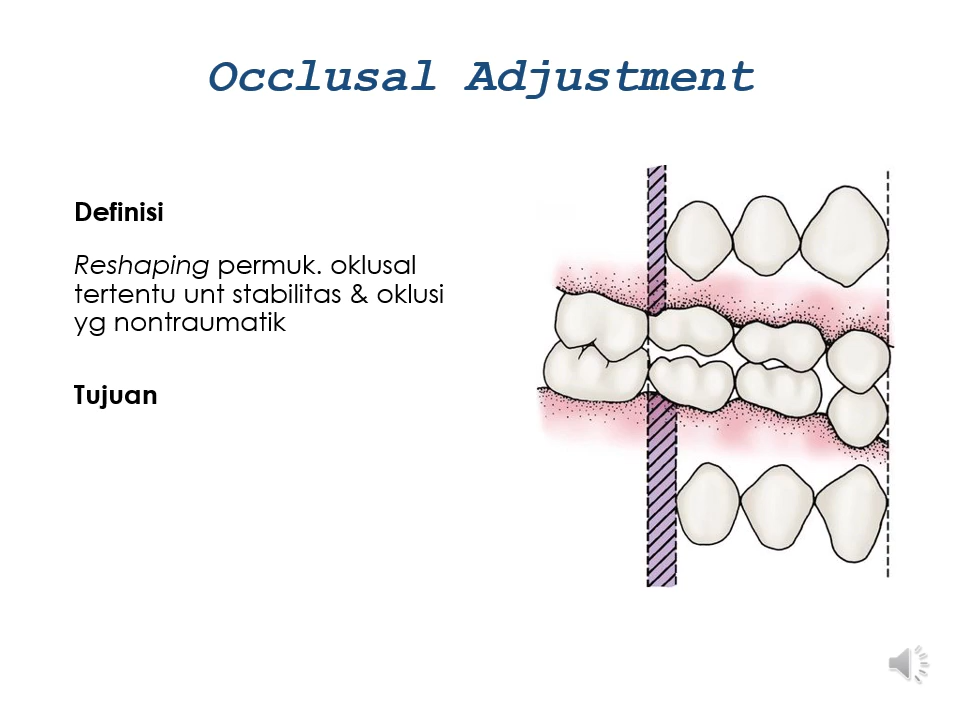 Occlusal Adjustment
Definisi
Reshaping permuk. oklusal
tertentu unt stabilitas & oklusi
yg nontraumatik
Tujuan